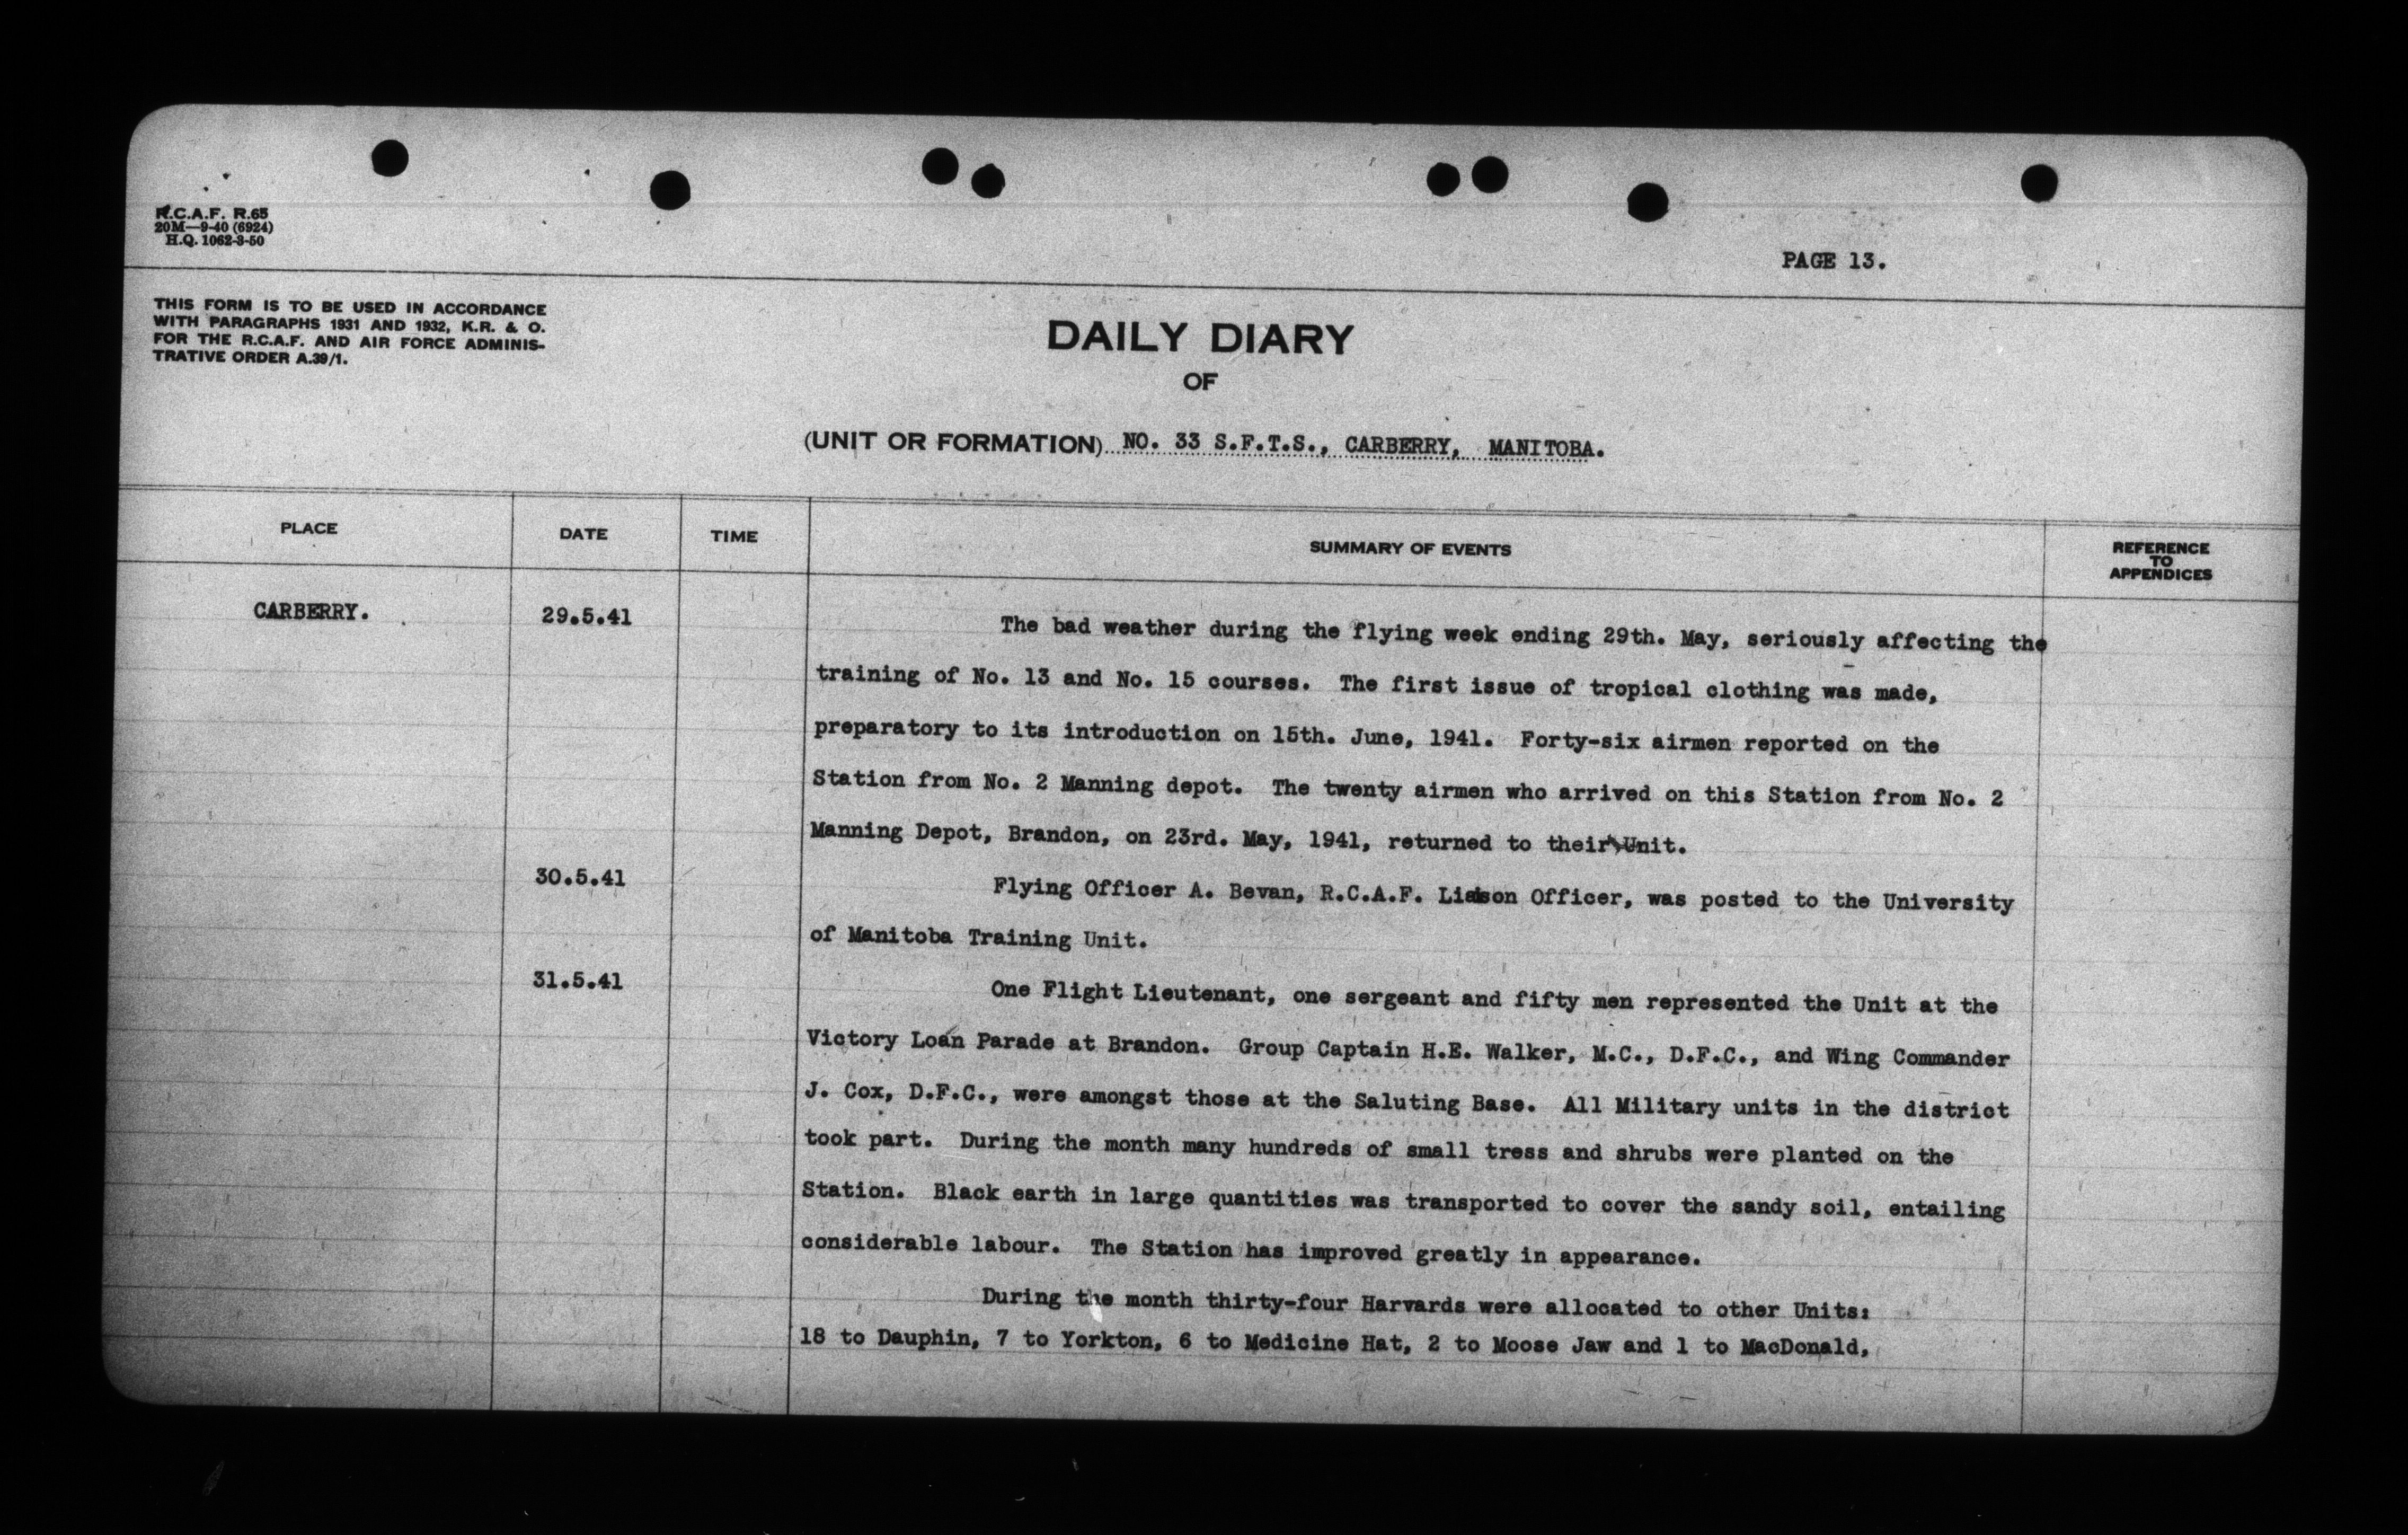 R.C.A.F. R.65
20M—9-40 (6924)
H.Q. 1062-3-50
PAGE 13.
THIS FORM IS TO BE USED IN ACCORDANCE
WITH PARAGRAPHS 1931 AND 1932, K.R. & O.
FOR THE R.C.A.F. AND AIR FORCE ADMINIS-
TRATIVE ORDER A.39/1.
DAILY DIARY
OF
(UNIT OR FORMATION) NO. 33 S.F.T.S., CARBERRY, MANITOBA.
PLACE DATE TIME SUMMARY OF EVENTS REFERENCE
TO
APPENDICES
CARBERRY. 29.5.41 The bad weather during the flying week ending 29th. May, seriously affecting the
training of No. 13 and No. 15 courses. The first issue of tropical clothing was made,
preparatory to its introduction on 15th. June, 1941. Forty-six airmen reported on the
Station from No. 2 Manning depot. The twenty airmen who arrived on this Station from No. 2
Manning Depot, Brandon, on 23rd. May, 1941, returned to their Unit.
30.5.41 Flying Officer A. Bevan, R.C.A.F. Liaison Officer, was posted to the University
of Manitoba Training Unit.
31.5.41 One Flight Lieutenant, one sergeant and fifty men represented the Unit at the
Victory Loan Parade at Brandon. Group Captain H.E. Walker, M.C., D.F.C., and Wing Commander
J. Cox, D.F.C., were amongst those at the Saluting Base. All Military units in the district
took part. During the month many hundreds of small tress and shrubs were planted on the
Station. Black earth in large quantities was transported to cover the sandy soil, entailing
considerable labour. The Station has improved greatly in appearance.
During the month thirty-four Harvards were allocated to other Units:
18 to Dauphin, 7 to Yorkton, 6 to Medicine Hat, 2 to Moose Jaw and 1 to MacDonald,